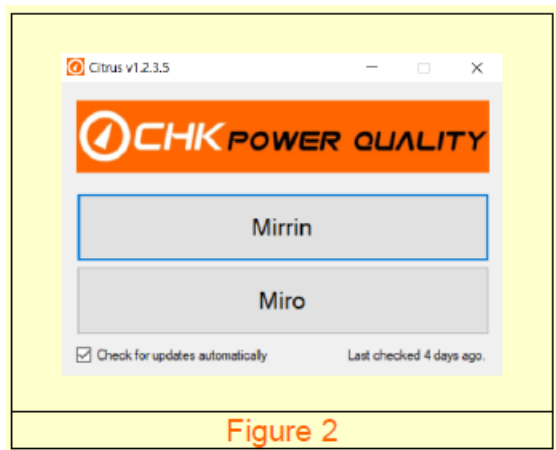 Citrus v1.2.3.5
CHK POWER QUALITY
Mirrin
Miro
Check for updates automatically Last checked 4 days ago.
Figure 2